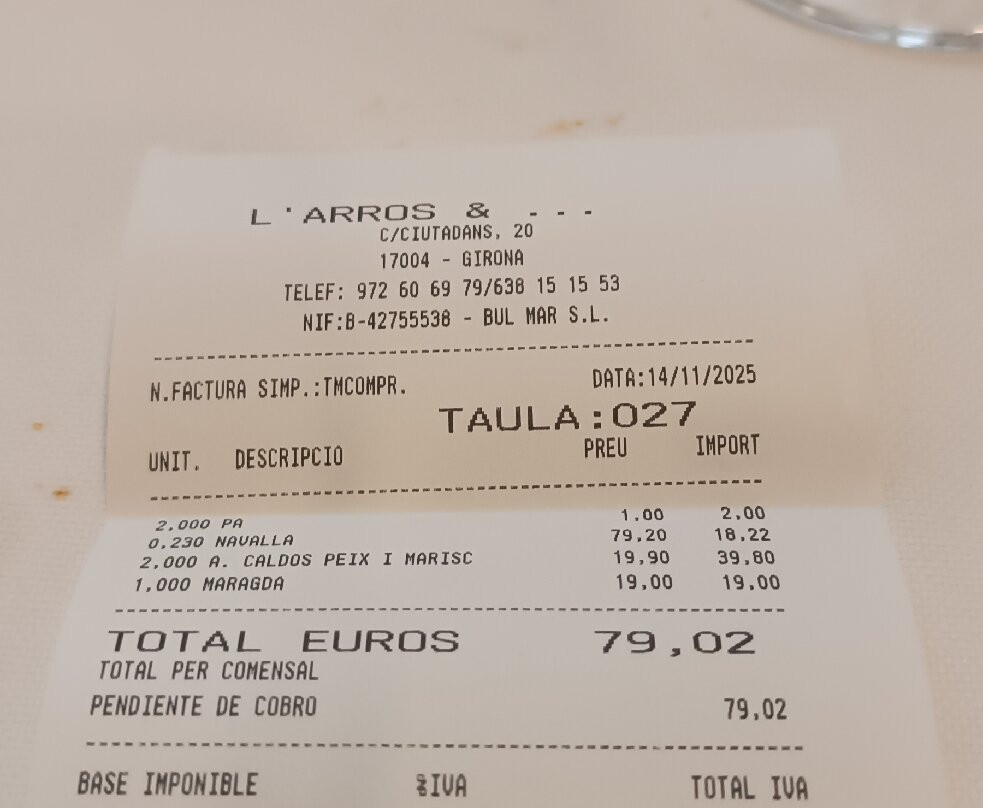 L'ARROS & ...
C/CIUTADANS, 20
17004 - GIRONA
TELEF: 972 60 69 79/638 15 15 53
NIF:B-42755538 - BUL MAR S.L.
N.FACTURA SIMP.:TMCOMPR. DATA:14/11/2025
TAULA:027
UNIT. DESCRIPCIO PREU IMPORT
2,000 PA 1,00 2,00
0,230 NAVALLA 79,20 18,22
2,000 A. CALDOS PEIX I MARISC 19,90 39,80
1,000 MARAGDA 19,00 19,00
TOTAL EUROS 79,02
TOTAL PER COMENSAL
PENDIENTE DE COBRO 79,02
BASE IMPONIBLE %IVA TOTAL IVA